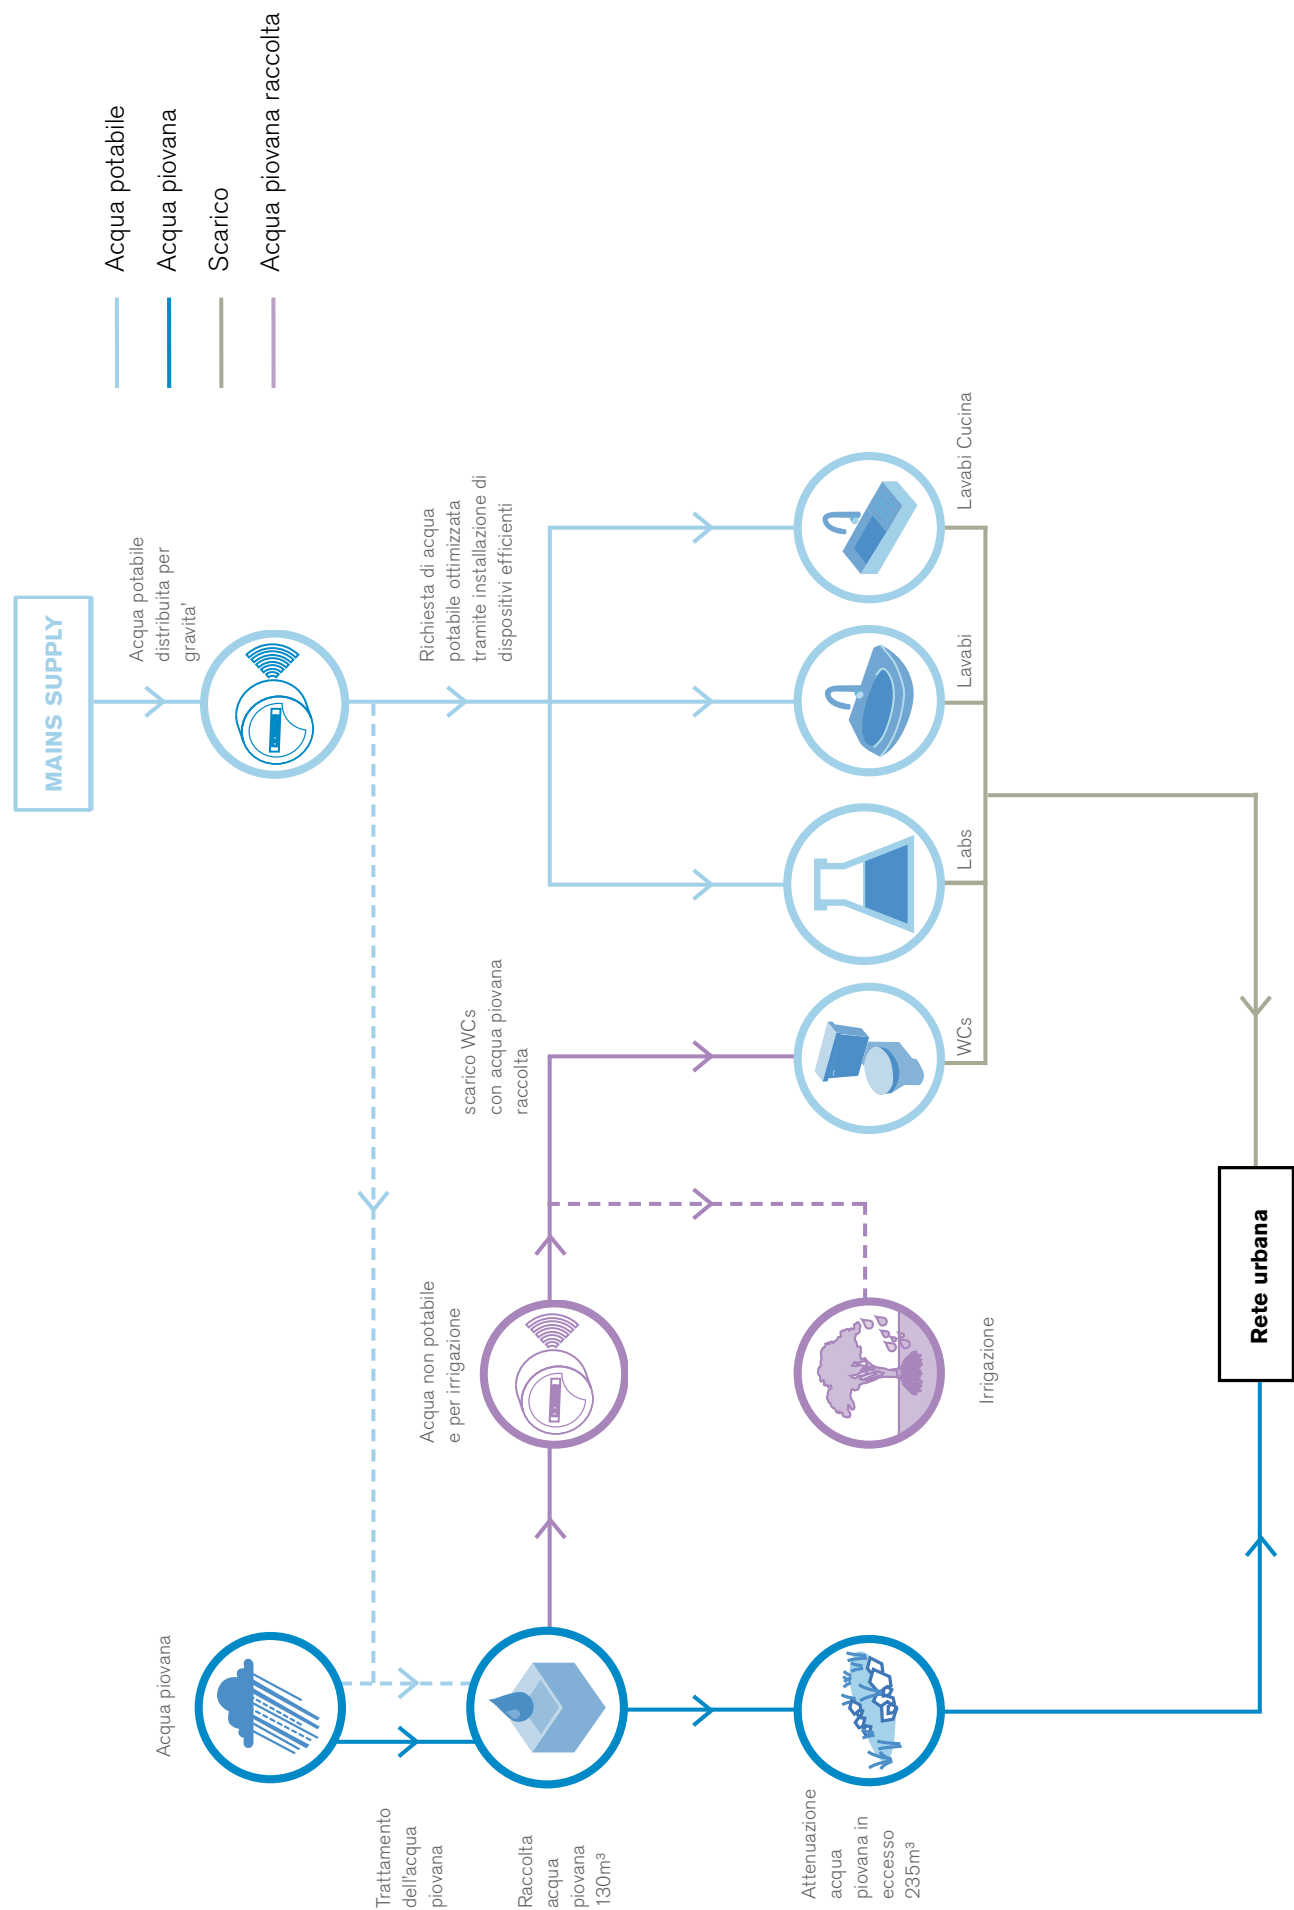 Acqua potabile
Acqua piovana
Scarico
Acqua piovana raccolta
MAINS SUPPLY
Acqua potabile
distribuita per
gravita'
Richiesta di acqua
potabile ottimizzata
tramite installazione di
dispositivi efficienti
Acqua piovana
Trattamento
dell'acqua
piovana
Raccolta
acqua
piovana
130m³
Acqua non potabile
e per irrigazione
scarico WCs
con acqua piovana
raccolta
Attenuazione
acqua
piovana in
eccesso
235m³
Irrigazione
WCs
Labs
Lavabi
Lavabi Cucina
Rete urbana